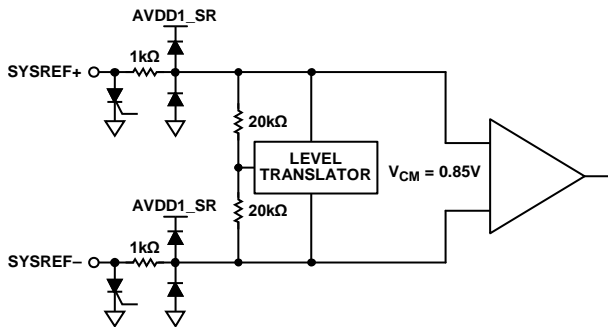 AVDD1_SR
1kΩ
SYSREF+
20kΩ
LEVEL
TRANSLATOR
VCM = 0.85V
20kΩ
AVDD1_SR
1kΩ
SYSREF−